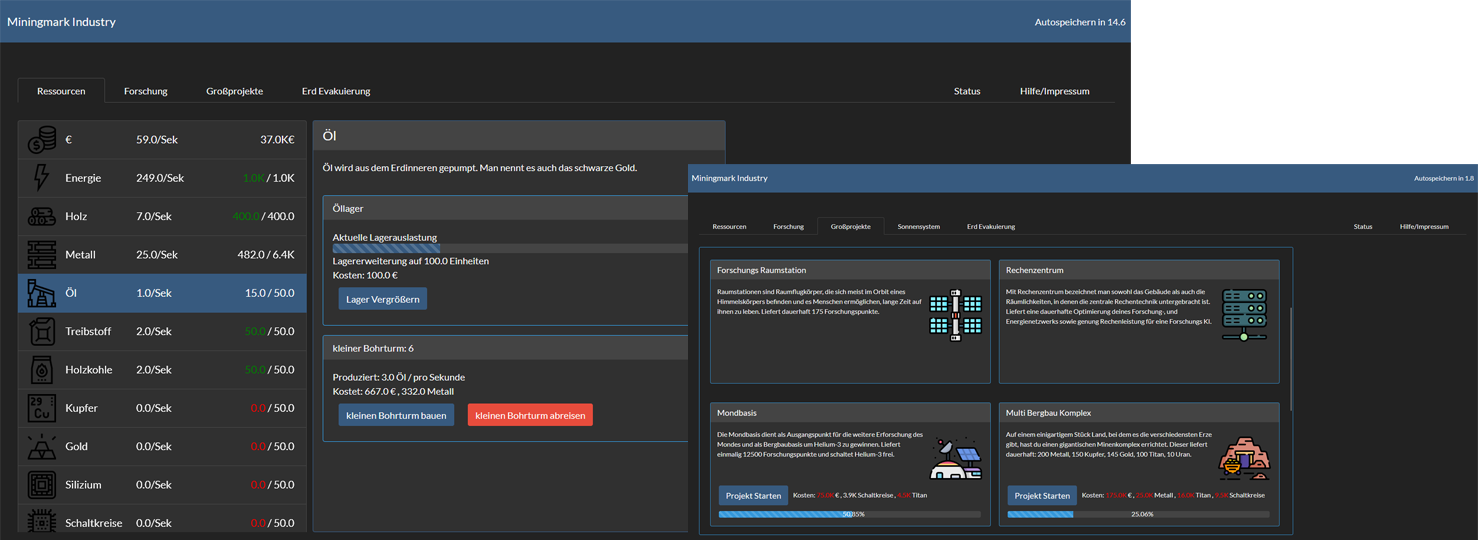 Miningmark Industry
Autospeichern in 14.6
Ressourcen Forschung Großprojekte Erd Evakuierung Status Hilfe/Impressum
€ 59.0/Sek 37.0K€
Energie 249.0/Sek 1.0K / 1.0K
Holz 7.0/Sek 400.0 / 400.0
Metall 25.0/Sek 482.0 / 6.4K
Öl 1.0/Sek 15.0 / 50.0
Treibstoff 2.0/Sek 50.0 / 50.0
Holzkohle 2.0/Sek 50.0 / 50.0
29
Cu
Kupfer 0.0/Sek 0.0 / 50.0
Gold 0.0/Sek 0.0 / 50.0
Silizium 0.0/Sek 0.0 / 50.0
Schaltkreise 0.0/Sek 0.0 / 50.0
Öl
Öl wird aus dem Erdinneren gepumpt. Man nennt es auch das schwarze Gold.
Öllager
Aktuelle Lagerauslastung
Lagererweiterung auf 100.0 Einheiten
Kosten: 100.0 €
Lager Vergrößern
kleiner Bohrturm: 6
Produziert: 3.0 Öl / pro Sekunde
Kostet: 667.0 € , 332.0 Metall
kleinen Bohrturm bauen kleinen Bohrturm abreisen
Miningmark Industry
Autospeichern in 1.8
Ressourcen Forschung Großprojekte Sonnensystem Erd Evakuierung Status Hilfe/Impressum
Forschungs Raumstation
Raumstationen sind Raumflugkörper, die sich meist im Orbit eines
Himmelskörpers befinden und es Menschen ermöglichen, lange Zeit auf
ihnen zu leben. Liefert dauerhaft 175 Forschungspunkte.
Rechenzentrum
Mit Rechenzentrum bezeichnet man sowohl das Gebäude als auch die
Räumlichkeiten, in denen die zentrale Rechentechnik untergebracht ist.
Liefert eine dauerhafte Optimierung deines Forschung-, und
Energienetzwerks sowie genung Rechenleistung für eine Forschungs KI.
Mondbasis
Die Mondbasis dient als Ausgangspunkt für die weitere Erforschung des
Mondes und als Bergbaubasis um Helium-3 zu gewinnen. Liefert
einmalig 12500 Forschungspunkte und schaltet Helium-3 frei.
Projekt Starten Kosten: 75.0K € , 3.9K Schaltkreise , Titan
50.85%
Multi Bergbau Komplex
Auf einem einigartigem Stück Land, bei dem es die verschiedensten Erze
gibt, hast du einen gigantischen Minenkomplex errichtet. Dieser liefert
dauerhaft: 200 Metall, 150 Kupfer, 145 Gold, 100 Titan, 10 Uran.
Projekt Starten Kosten: € , Metall , Titan , Schaltkreise
25.06%